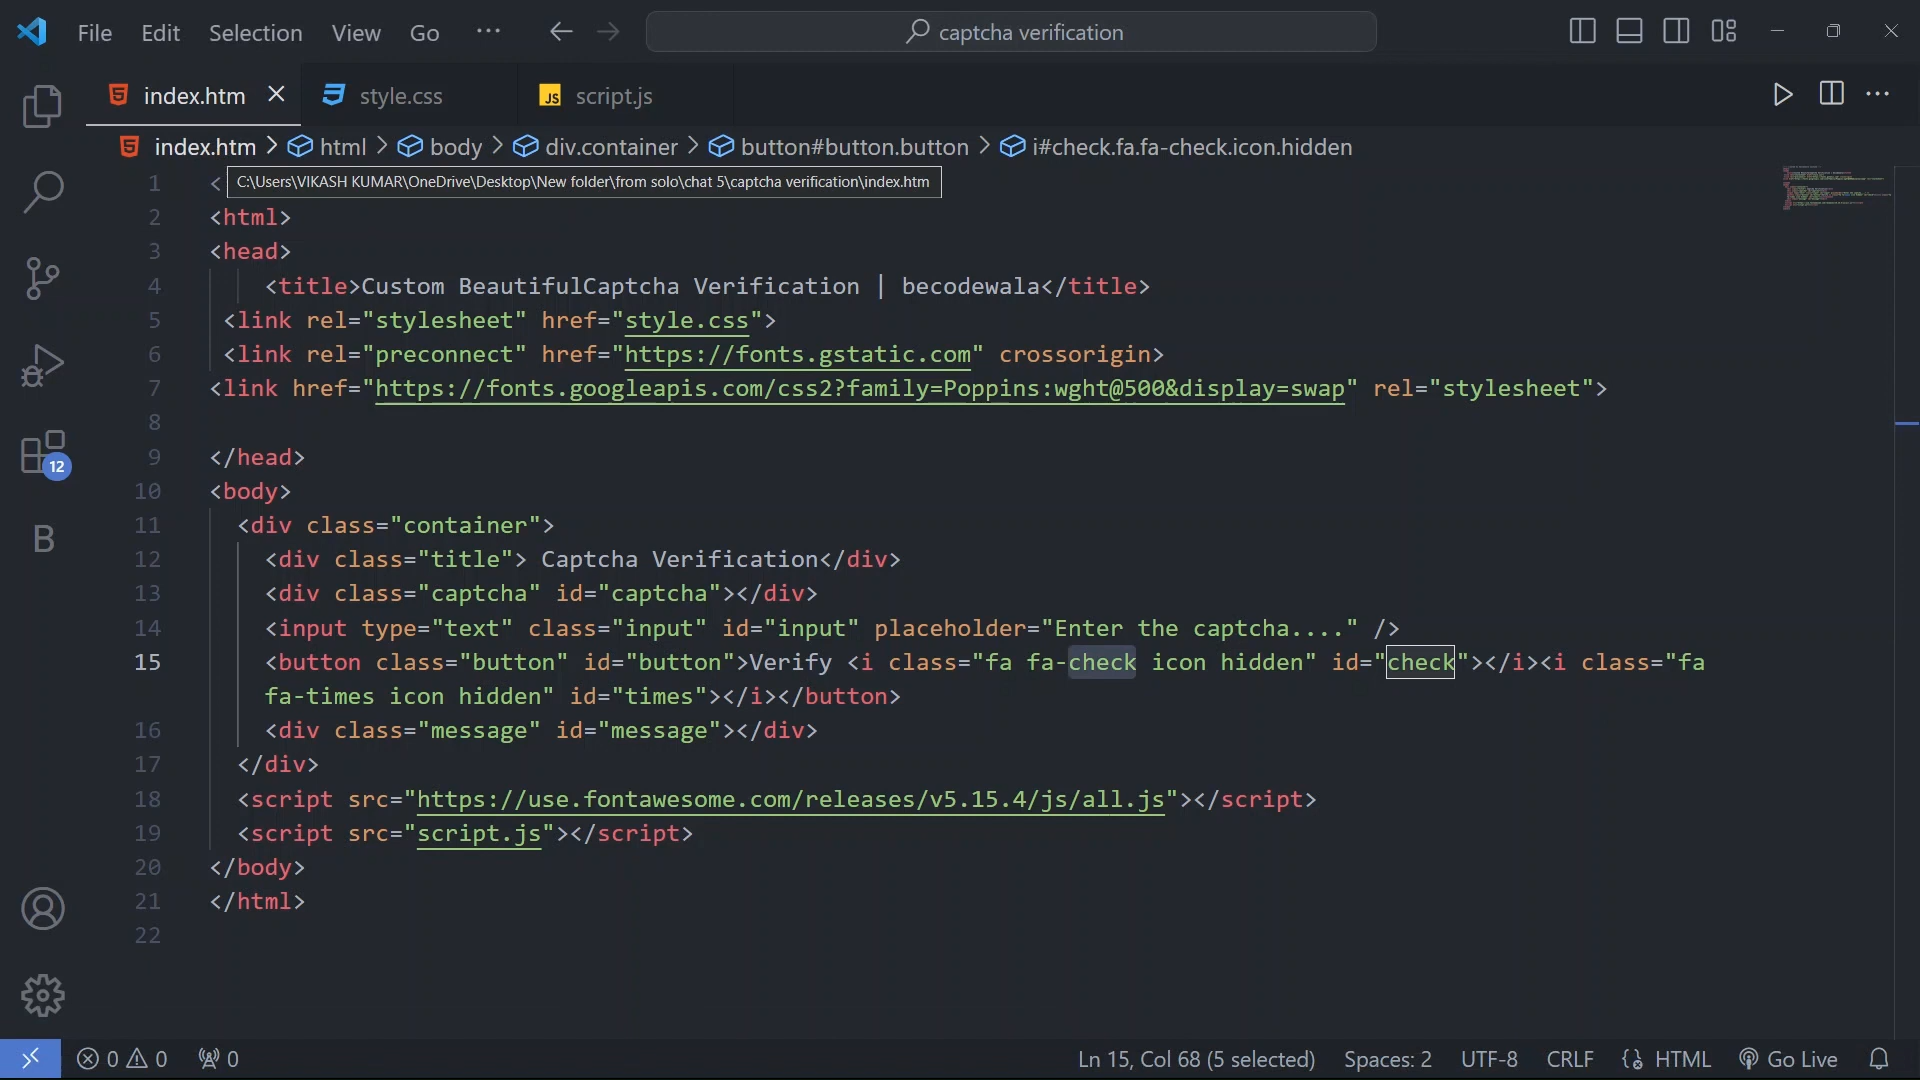 File Edit Selection View Go ··· captcha verification
index.htm style.css script.js
index.htm > html > body > div.container > button#button.button > i#check.fa.fa-check.icon.hidden
1 <
C:\Users\VIKASH KUMAR\OneDrive\Desktop\New folder\from solo\chat 5\captcha verification\index.htm
2 <html>
3 <head>
4 <title>Custom BeautifulCaptcha Verification | becodewala</title>
5 <link rel="stylesheet" href="style.css">
6 <link rel="preconnect" href="https://fonts.gstatic.com" crossorigin>
7 <link href="https://fonts.googleapis.com/css2?family=Poppins:wght@500&display=swap" rel="stylesheet">
8
9 </head>
10 <body>
11 <div class="container">
12 <div class="title"> Captcha Verification</div>
13 <div class="captcha" id="captcha"></div>
14 <input type="text" class="input" id="input" placeholder="Enter the captcha...." />
15 <button class="button" id="button">Verify <i class="fa fa-check icon hidden" id="check"></i><i class="fa
fa-times icon hidden" id="times"></i></button>
16 <div class="message" id="message"></div>
17 </div>
18 <script src="https://use.fontawesome.com/releases/v5.15.4/js/all.js"></script>
19 <script src="script.js"></script>
20 </body>
21 </html>
22
12
B
0 0 0 Ln 15, Col 68 (5 selected) Spaces: 2 UTF-8 CRLF HTML Go Live